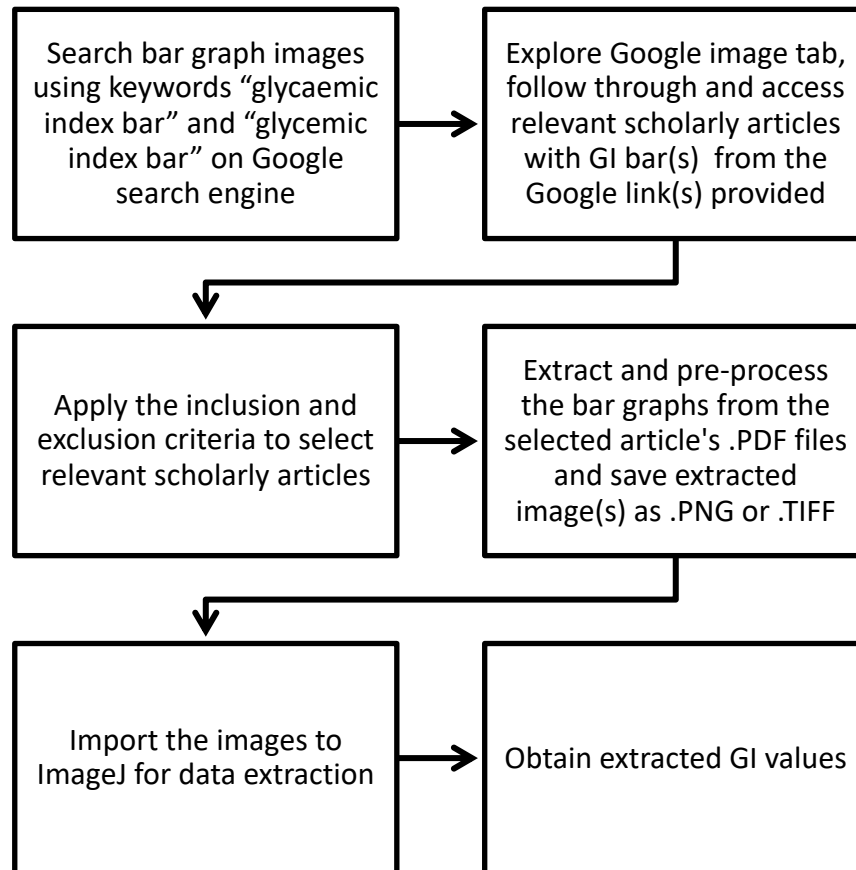 Search bar graph images
using keywords “glycaemic
index bar” and “glycemic
index bar” on Google
search engine
Explore Google image tab,
follow through and access
relevant scholarly articles
with GI bar(s)  from the
Google link(s) provided
Apply the inclusion and
exclusion criteria to select
relevant scholarly articles
Extract and pre-process
the bar graphs from the
selected article's .PDF files
and save extracted
image(s) as .PNG or .TIFF
Import the images to
ImageJ for data extraction
Obtain extracted GI values